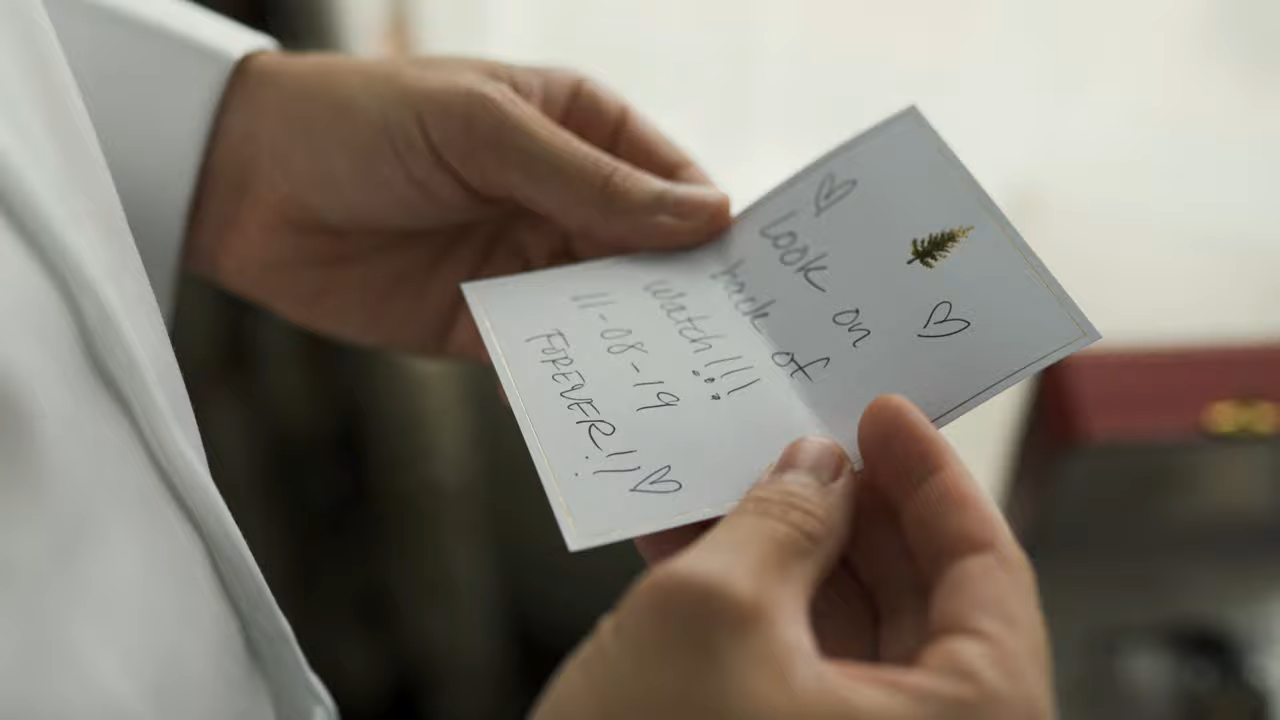 ♡ look on ♡
back of
watch!!!
11-08-19
FOREVER!! ♡